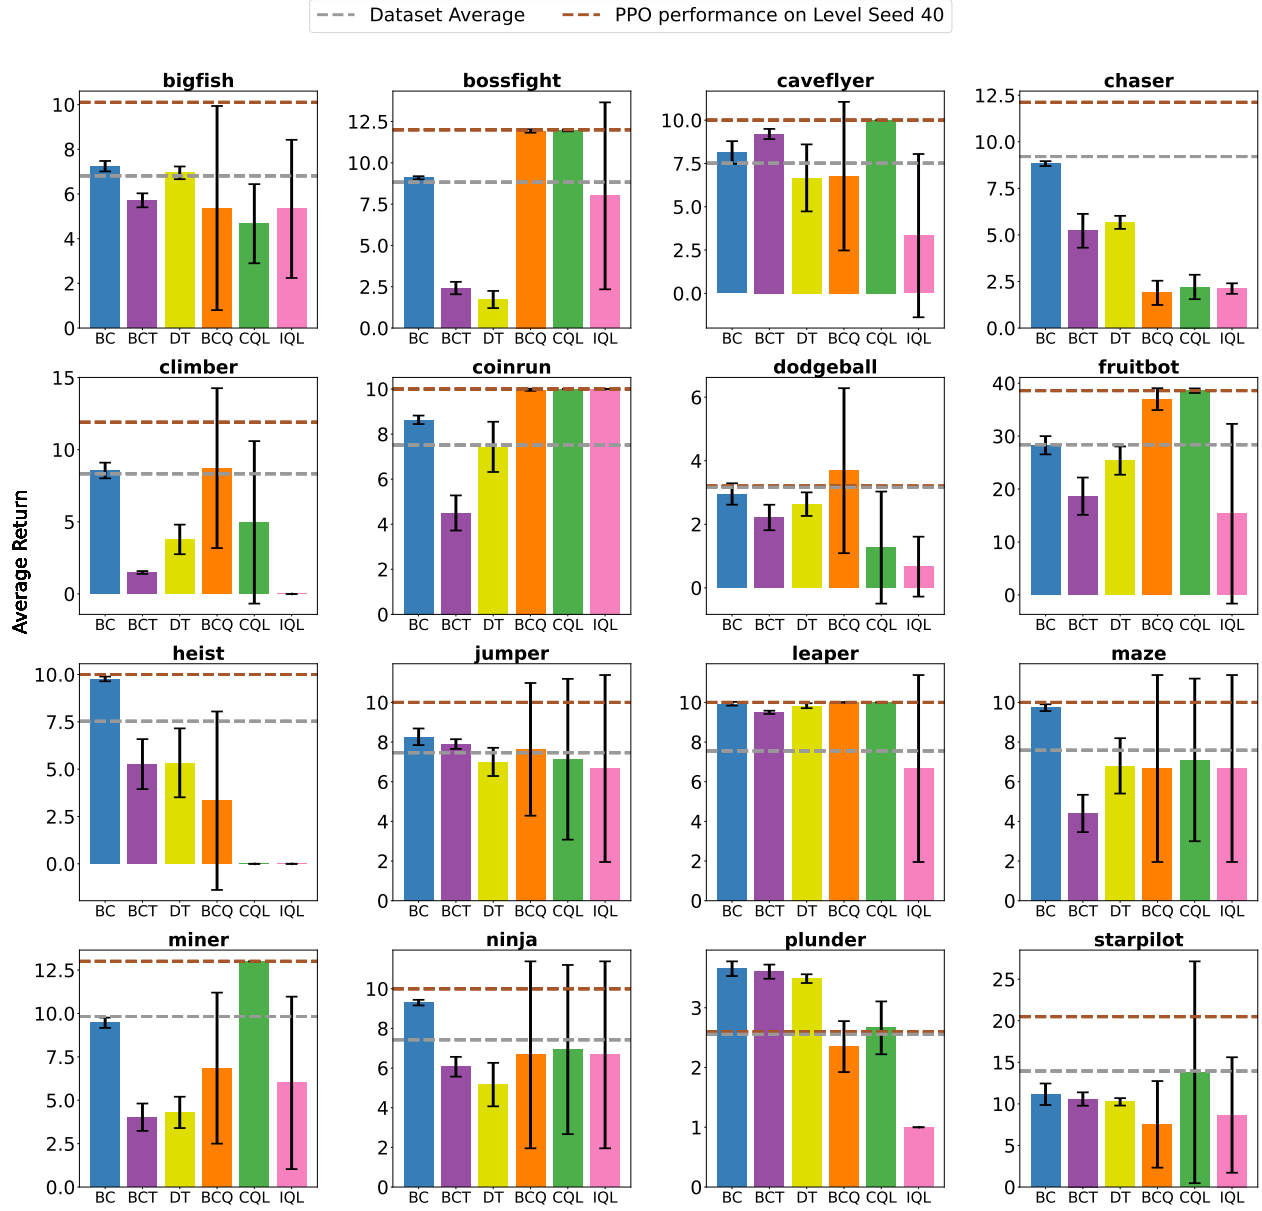 Dataset Average PPO performance on Level Seed 40
Average Return
bigfish
10
8
6
4
2
0
BC BCT DT BCQ CQL IQL
bossfight
12.5
10.0
7.5
5.0
2.5
0.0
BC BCT DT BCQ CQL IQL
caveflyer
10.0
7.5
5.0
2.5
0.0
BC BCT DT BCQ CQL IQL
chaser
12.5
10.0
7.5
5.0
2.5
0.0
BC BCT DT BCQ CQL IQL
climber
15
10
5
0
BC BCT DT BCQ CQL IQL
coinrun
10
8
6
4
2
0
BC BCT DT BCQ CQL IQL
dodgeball
6
4
2
0
BC BCT DT BCQ CQL IQL
fruitbot
40
30
20
10
0
BC BCT DT BCQ CQL IQL
heist
10.0
7.5
5.0
2.5
0.0
BC BCT DT BCQ CQL IQL
jumper
10
8
6
4
2
0
BC BCT DT BCQ CQL IQL
leaper
10
8
6
4
2
0
BC BCT DT BCQ CQL IQL
maze
10
8
6
4
2
0
BC BCT DT BCQ CQL IQL
miner
12.5
10.0
7.5
5.0
2.5
0.0
BC BCT DT BCQ CQL IQL
ninja
10
8
6
4
2
0
BC BCT DT BCQ CQL IQL
plunder
3
2
1
0
BC BCT DT BCQ CQL IQL
starpilot
25
20
15
10
5
0
BC BCT DT BCQ CQL IQL